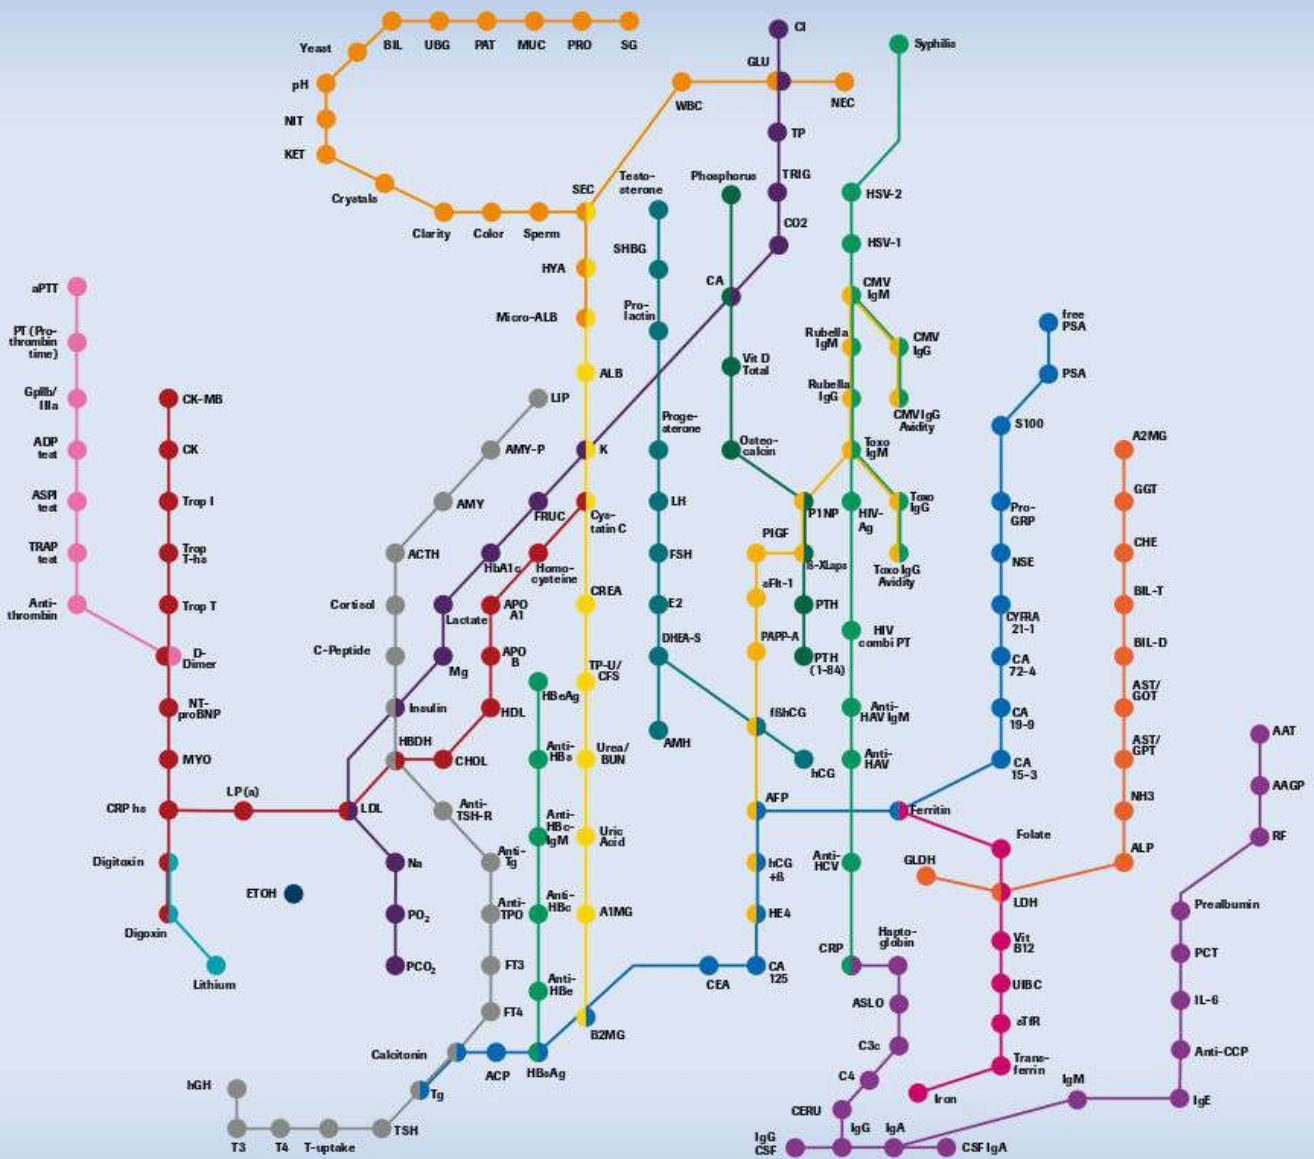 BIL
UBG
PAT
MUC
PRO
SG
Yeast
pH
NIT
KET
Crystals
Clarity
Color
Sperm
SEC
WBC
GLU
NEC
CI
TP
TRIG
CO2
Syphilis
HSV-2
HSV-1
CMV
IgM
CMV
IgG
CMV IgG
Avidity
Rubella
IgM
Rubella
IgG
Toxo
IgM
Toxo
IgG
Toxo IgG
Avidity
HIV-
Ag
HIV
combi PT
Anti-
HAV IgM
Anti-
HAV
Anti-
HCV
CRP
HYA
Micro-ALB
ALB
K
Cys-
tatin C
CREA
TP-U/
CFS
Urea/
BUN
Uric
Acid
A1MG
B2MG
Testo-
sterone
SHBG
Pro-
lactin
Proge-
sterone
LH
FSH
E2
DHEA-S
AMH
fßhCG
hCG
Phosphorus
CA
Vit D
Total
Osteo-
calcin
P1NP
ß-XLaps
PTH
PTH
(1-84)
PIGF
sFlt-1
PAPP-A
AFP
hCG
+ß
HE4
CA
125
CEA
free
PSA
PSA
S100
Pro-
GRP
NSE
CYFRA
21-1
CA
72-4
CA
19-9
CA
15-3
Ferritin
A2MG
GGT
CHE
BIL-T
BIL-D
AST/
GOT
AST/
GPT
NH3
ALP
GLDH
LDH
Folate
Vit
B12
UIBC
sTfR
Trans-
ferrin
Iron
AAT
AAGP
RF
Prealbumin
PCT
IL-6
Anti-CCP
IgE
IgM
Hapto-
globin
ASLO
C3c
C4
CERU
IgG
IgA
IgG
CSF
CSF IgA
aPTT
PT (Pro-
thrombin
time)
GpIIb/
IIIa
ADP
test
ASPI
test
TRAP
test
Anti-
thrombin
CK-MB
CK
Trop I
Trop
T-hs
Trop T
D-
Dimer
NT-
proBNP
MYO
CRP hs
LP (a)
LDL
Digitoxin
Digoxin
Lithium
ETOH
LIP
AMY-P
AMY
ACTH
Cortisol
C-Peptide
Insulin
HBDH
CHOL
HDL
APO
B
APO
A1
Homo-
cysteine
FRUC
HbA1c
Lactate
Mg
Na
PO2
PCO2
Anti-
TSH-R
Anti-
Tg
Anti-
TPO
FT3
FT4
Calcitonin
Tg
TSH
T-uptake
T4
T3
hGH
ACP
HBsAg
HBeAg
Anti-
HBs
Anti-
HBc-
IgM
Anti-
HBc
Anti-
HBe